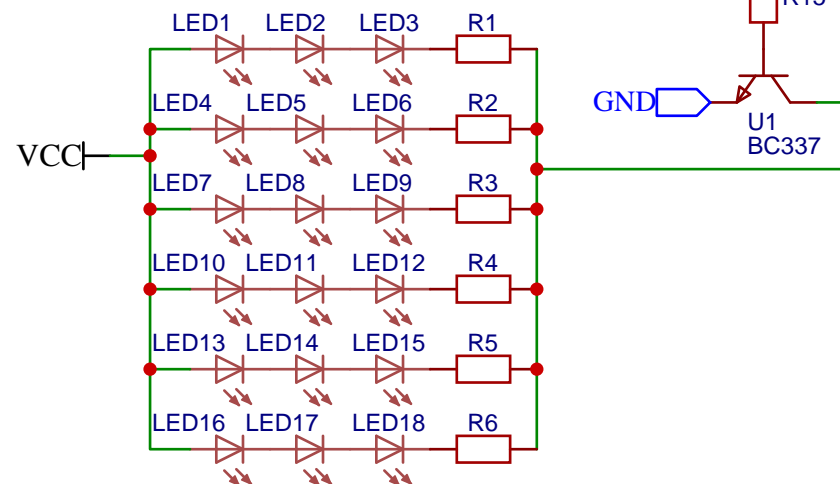 LED1 LED2 LED3 R1
LED4 LED5 LED6 R2
GND
U1
BC337
VCC
LED7 LED8 LED9 R3
LED10 LED11 LED12 R4
LED13 LED14 LED15 R5
LED16 LED17 LED18 R6